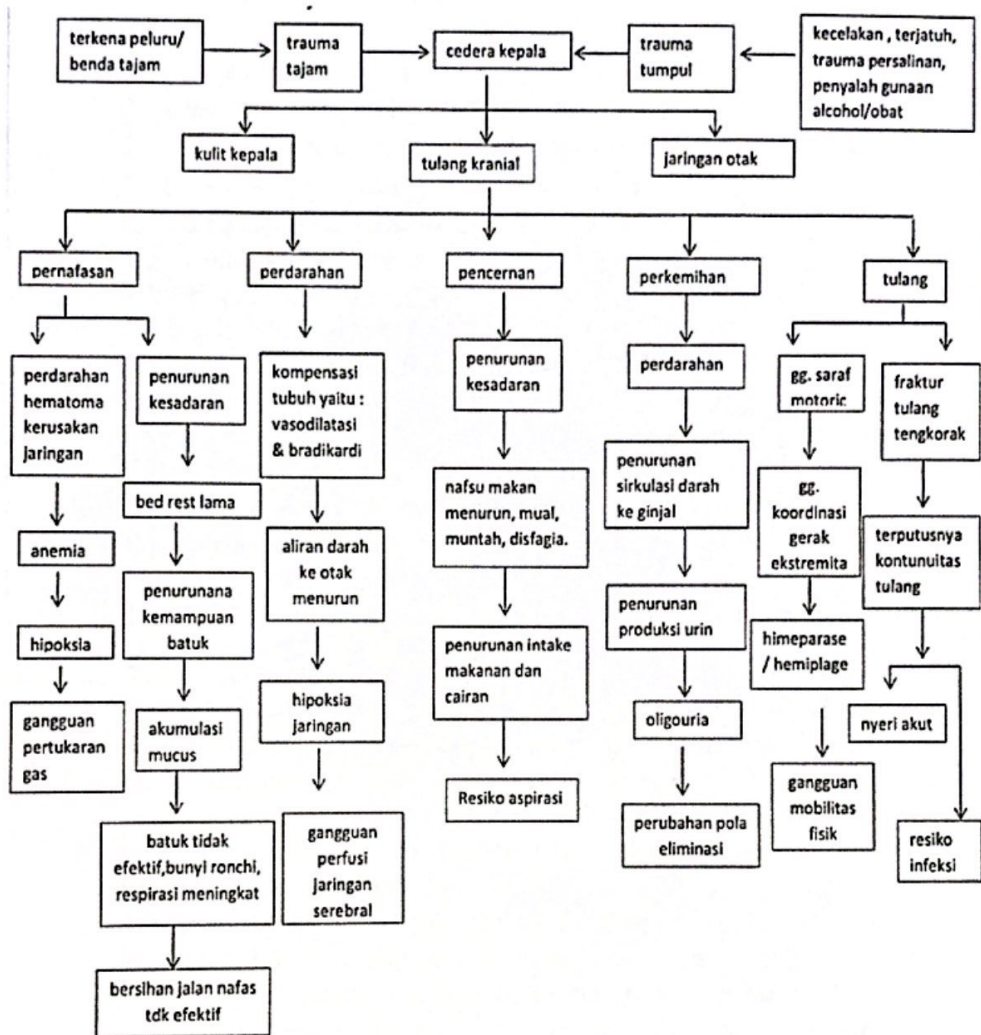 terkena peluru/
benda tajam
trauma
tajam
cedera kepala
trauma
tumpul
kecelakan , terjatuh,
trauma persalinan,
penyalah gunaan
alcohol/obat
kulit kepala
tulang kranial
jaringan otak
pernafasan
perdarahan
pencernan
perkemihan
tulang
perdarahan
hematoma
kerusakan
jaringan
penurunan
kesadaran
kompensasi
tubuh yaitu :
vasodilatasi
& bradikardi
penurunan
kesadaran
perdarahan
gg. saraf
motoric
fraktur
tulang
tengkorak
anemia
bed rest lama
aliran darah
ke otak
menurun
nafsu makan
menurun, mual,
muntah, disfagia.
penurunan
sirkulasi darah
ke ginjal
gg.
koordinasi
gerak
ekstremita
terputusnya
kontunuitas
tulang
hipoksia
penurunana
kemampuan
batuk
hipoksia
jaringan
penurunan intake
makanan dan
cairan
penurunan
produksi urin
himeparase
/ hemiplage
gangguan
pertukaran
gas
akumulasi
mucus
oligouria
nyeri akut
Resiko aspirasi
gangguan
mobilitas
fisik
batuk tidak
efektif,bunyi ronchi,
respirasi meningkat
gangguan
perfusi
jaringan
serebral
perubahan pola
eliminasi
resiko
infeksi
bersihan jalan nafas
tdk efektif